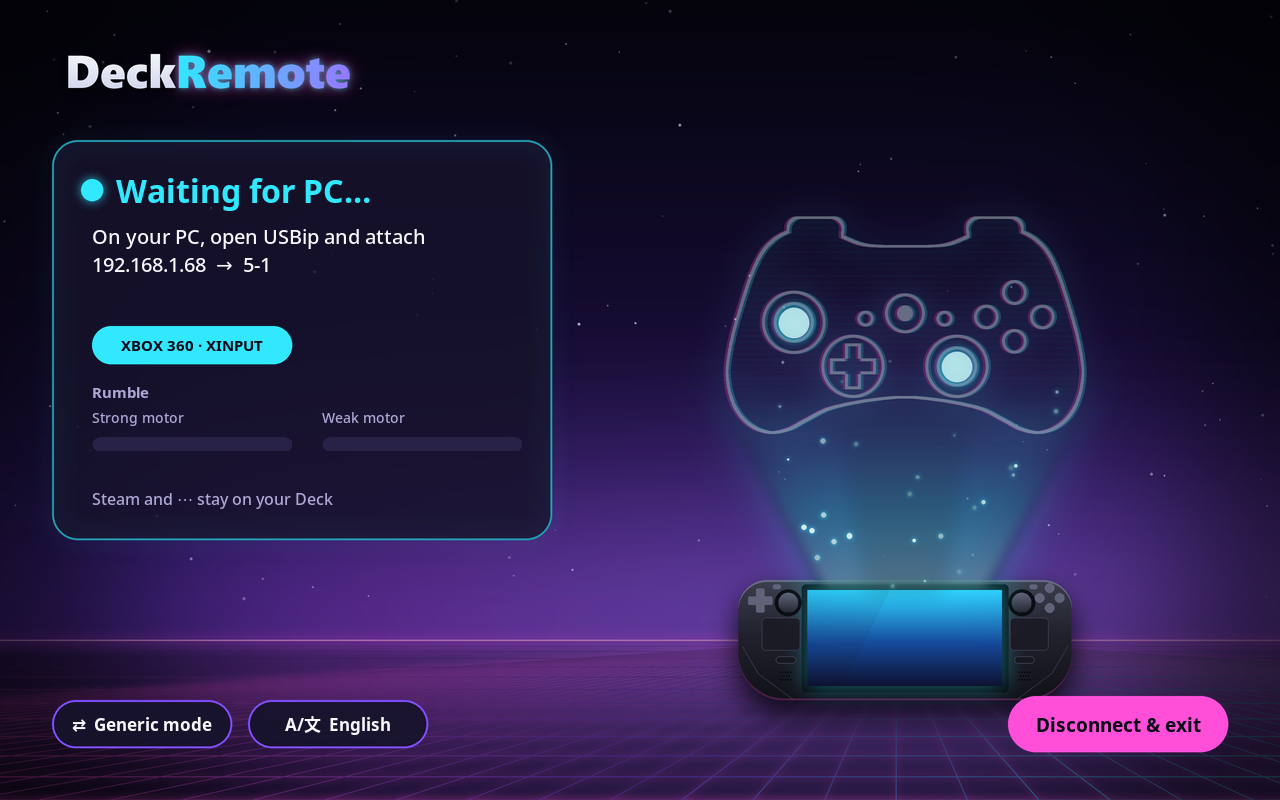 DeckRemote
Waiting for PC...
On your PC, open USBip and attach
192.168.1.68 → 5-1
XBOX 360 · XINPUT
Rumble
Strong motor
Weak motor
Steam and ··· stay on your Deck
⇄ Generic mode
A/文 English
Disconnect & exit